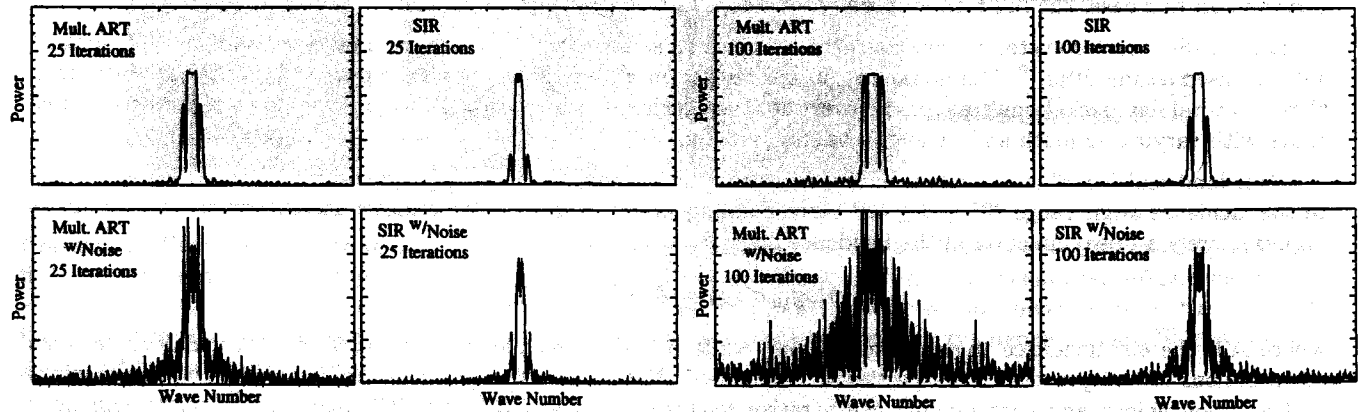 Mult. ART
25 Iterations
SIR
25 Iterations
Mult. ART
100 Iterations
SIR
100 Iterations
Power
Power
Mult. ART
w/Noise
25 Iterations
SIR w/Noise
25 Iterations
Mult. ART
w/Noise
100 Iterations
SIR w/Noise
100 Iterations
Power
Power
Wave Number
Wave Number
Wave Number
Wave Number